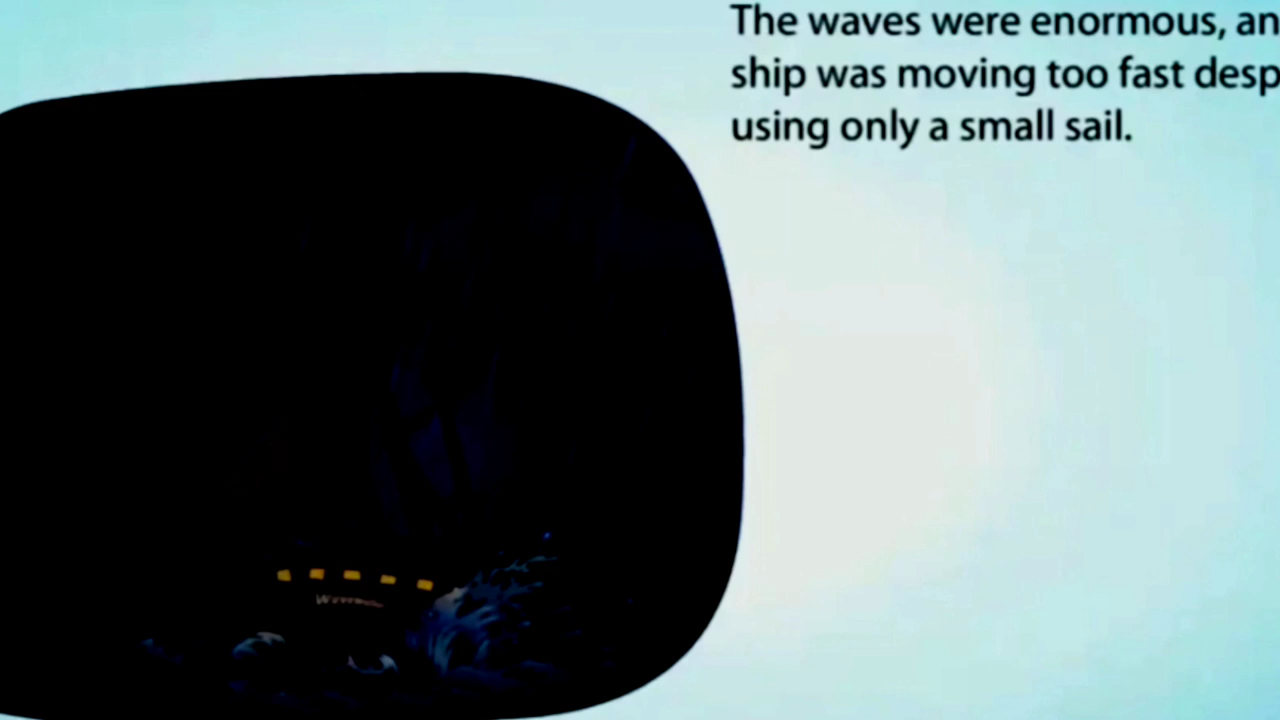 The waves were enormous, an
ship was moving too fast desp
using only a small sail.